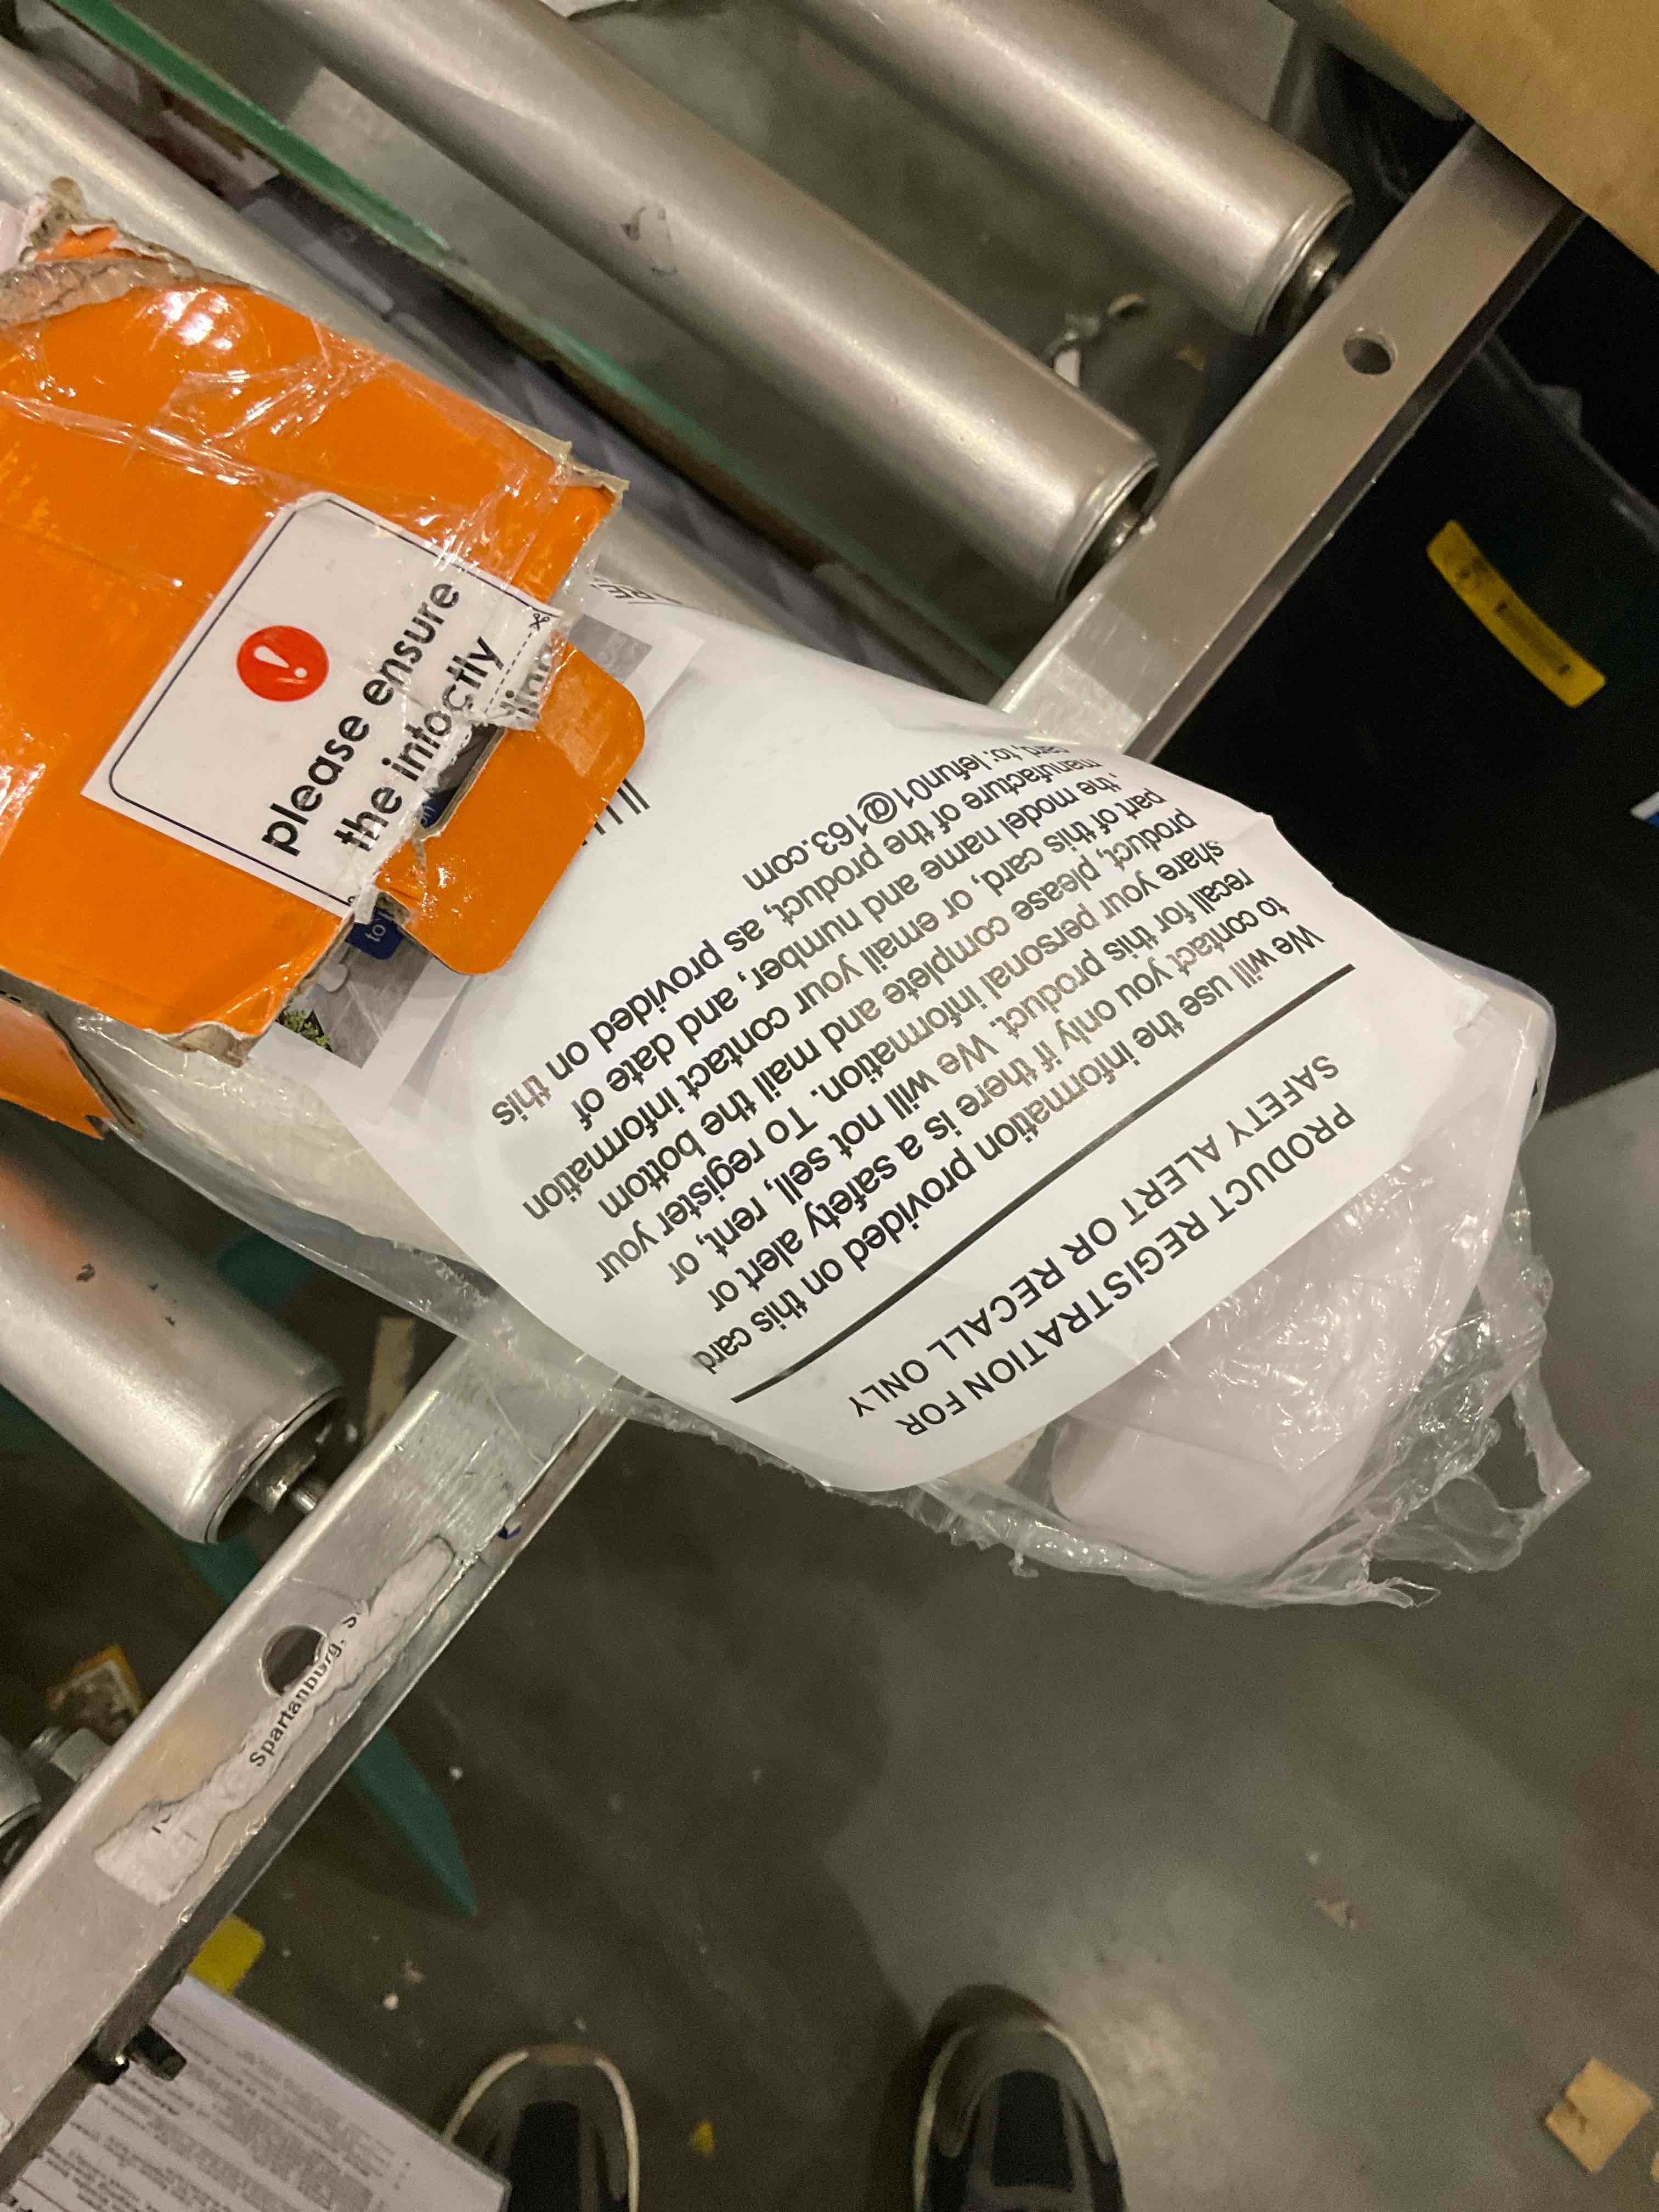 please ensure
the intactly
to
PRODUCT REGISTRATION FOR
SAFETY ALERT OR RECALL ONLY
We will use the information provided on this card
to contact you only if there is a safety alert or
recall for this product. We will not sell, rent, or
share your personal information. To register your
product, please complete and mail the bottom
part of this card, or email your contact information
, the model name and number, and date of
manufacture of the product, as provided on this
card, to: lefun01@163.com
Spartanburg, S